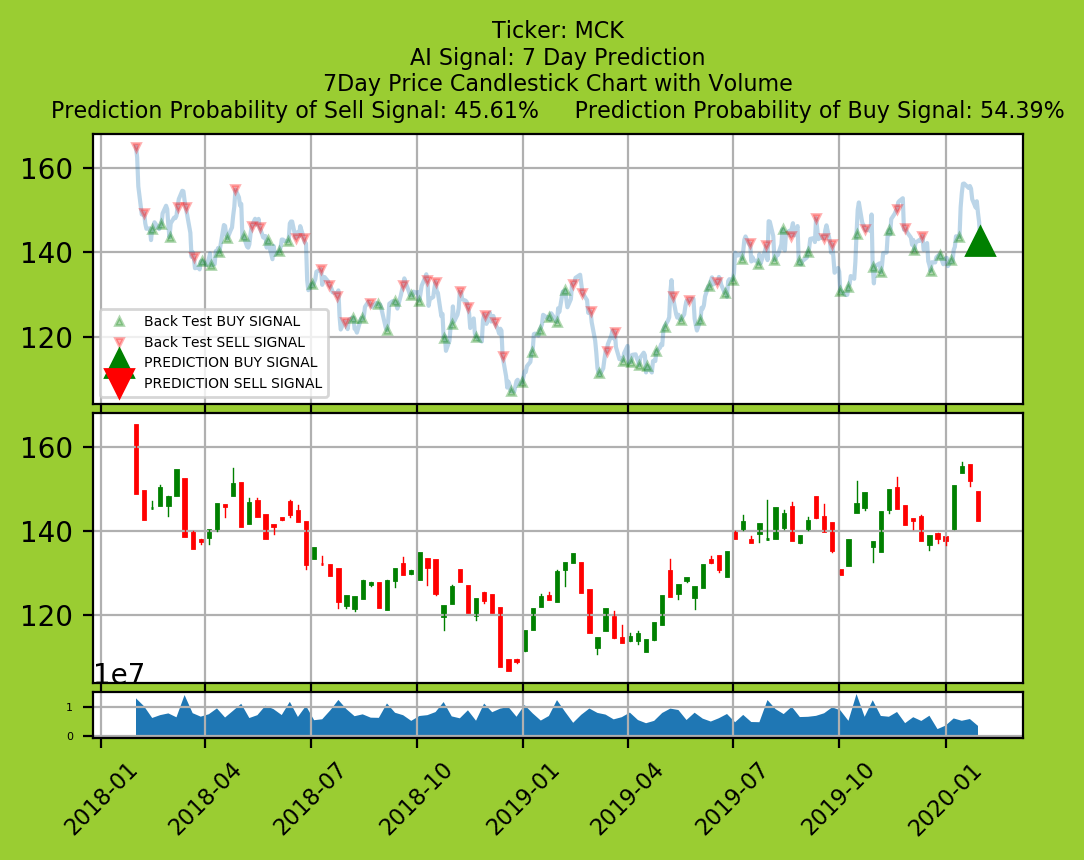 Ticker: MCK
AI Signal: 7 Day Prediction
7Day Price Candlestick Chart with Volume
Prediction Probability of Sell Signal: 45.61%     Prediction Probability of Buy Signal: 54.39%
160
140
120
Back Test BUY SIGNAL
Back Test SELL SIGNAL
PREDICTION BUY SIGNAL
PREDICTION SELL SIGNAL
160
140
120
1e7
1
0
2018-01
2018-04
2018-07
2018-10
2019-01
2019-04
2019-07
2019-10
2020-01